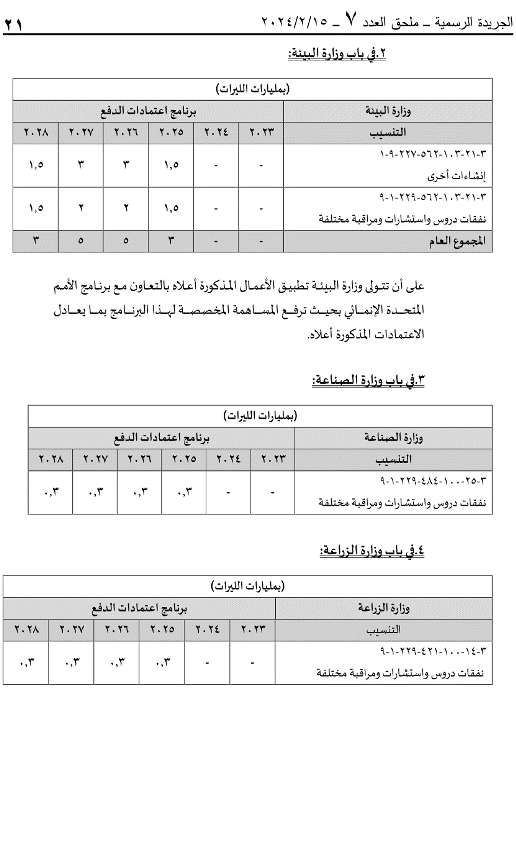 الجريدة الرسمية ــ ملحق العدد ٧ ــ ٢٠٢٤/٢/١٥ ٢١
٢.في باب وزارة البيئة:
(بمليارات الليرات)
وزارة البيئة برنامج اعتمادات الدفع
التنسيب ٢٠٢٣ ٢٠٢٤ ٢٠٢٥ ٢٠٢٦ ٢٠٢٧ ٢٠٢٨
٣-٢١-١٠٣-٥٦٢-٢٢٧-٩-١
إنشاءات أخرى - - ١,٥ ٣ ٣ ١,٥
٣-٢١-١٠٣-٥٦٢-٢٢٩-١-٩
نفقات دروس واستشارات ومراقبة مختلفة - - ١,٥ ٢ ٢ ١,٥
المجموع العام - - ٣ ٥ ٥ ٣
على أن تتولى وزارة البيئة تطبيق الأعمال المذكورة أعلاه بالتعاون مع برنامج الأمم
المتحدة الإنمائي بحيث ترفع المساهمة المخصصة لهذا البرنامج بما يعادل
الاعتمادات المذكورة أعلاه.
٣.في باب وزارة الصناعة:
(بمليارات الليرات)
وزارة الصناعة برنامج اعتمادات الدفع
التنسيب ٢٠٢٣ ٢٠٢٤ ٢٠٢٥ ٢٠٢٦ ٢٠٢٧ ٢٠٢٨
٣-٢٥-١٠٠-٤٨٤-٢٢٩-١-٩
نفقات دروس واستشارات ومراقبة مختلفة - - ٠,٣ ٠,٣ ٠,٣ ٠,٣
٤.في باب وزارة الزراعة:
(بمليارات الليرات)
وزارة الزراعة برنامج اعتمادات الدفع
التنسيب ٢٠٢٣ ٢٠٢٤ ٢٠٢٥ ٢٠٢٦ ٢٠٢٧ ٢٠٢٨
٣-١٤-١٠٠-٤٢١-٢٢٩-١-٩
نفقات دروس واستشارات ومراقبة مختلفة - - ٠,٣ ٠,٣ ٠,٣ ٠,٣